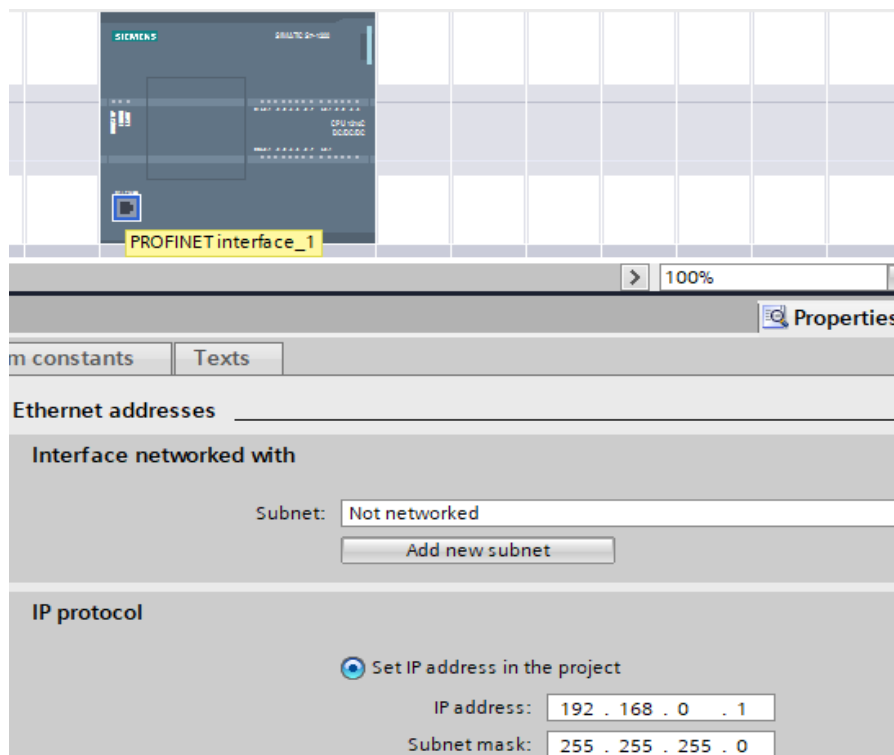 SIEMENS
SIMATIC S7-1200
CPU 1214C
DC/DC/DC
PROFINET interface_1
100%
Properties
m constants
Texts
Ethernet addresses
Interface networked with
Subnet: Not networked
Add new subnet
IP protocol
Set IP address in the project
IP address: 192 . 168 . 0 . 1
Subnet mask: 255 . 255 . 255 . 0